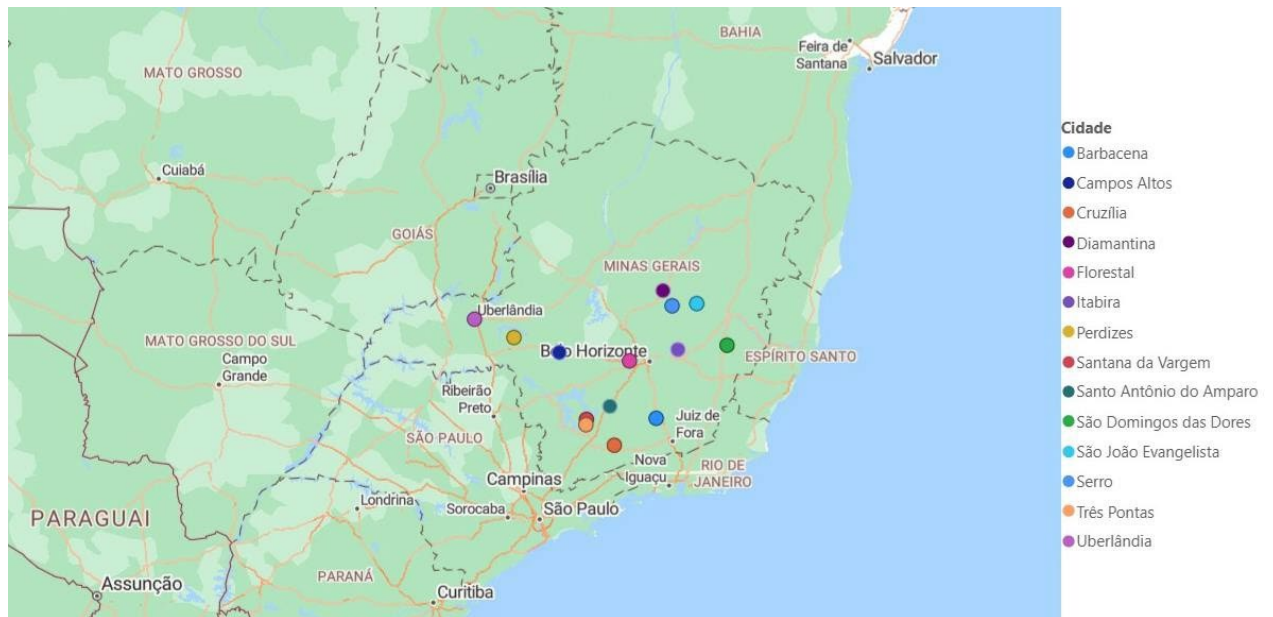 BAHIA
Feira de
Santana
Salvador
MATO GROSSO
Cuiabá
Brasília
GOIÁS
MINAS GERAIS
Uberlândia
MATO GROSSO DO SUL
Campo
Grande
Belo Horizonte
ESPÍRITO SANTO
Ribeirão
Preto
Juiz de
Fora
SÃO PAULO
Nova
Iguaçu
RIO DE
JANEIRO
Campinas
Londrina
Sorocaba
São Paulo
PARAGUAI
PARANÁ
Assunção
Curitiba
Cidade
Barbacena
Campos Altos
Cruzília
Diamantina
Florestal
Itabira
Perdizes
Santana da Vargem
Santo Antônio do Amparo
São Domingos das Dores
São João Evangelista
Serro
Três Pontas
Uberlândia